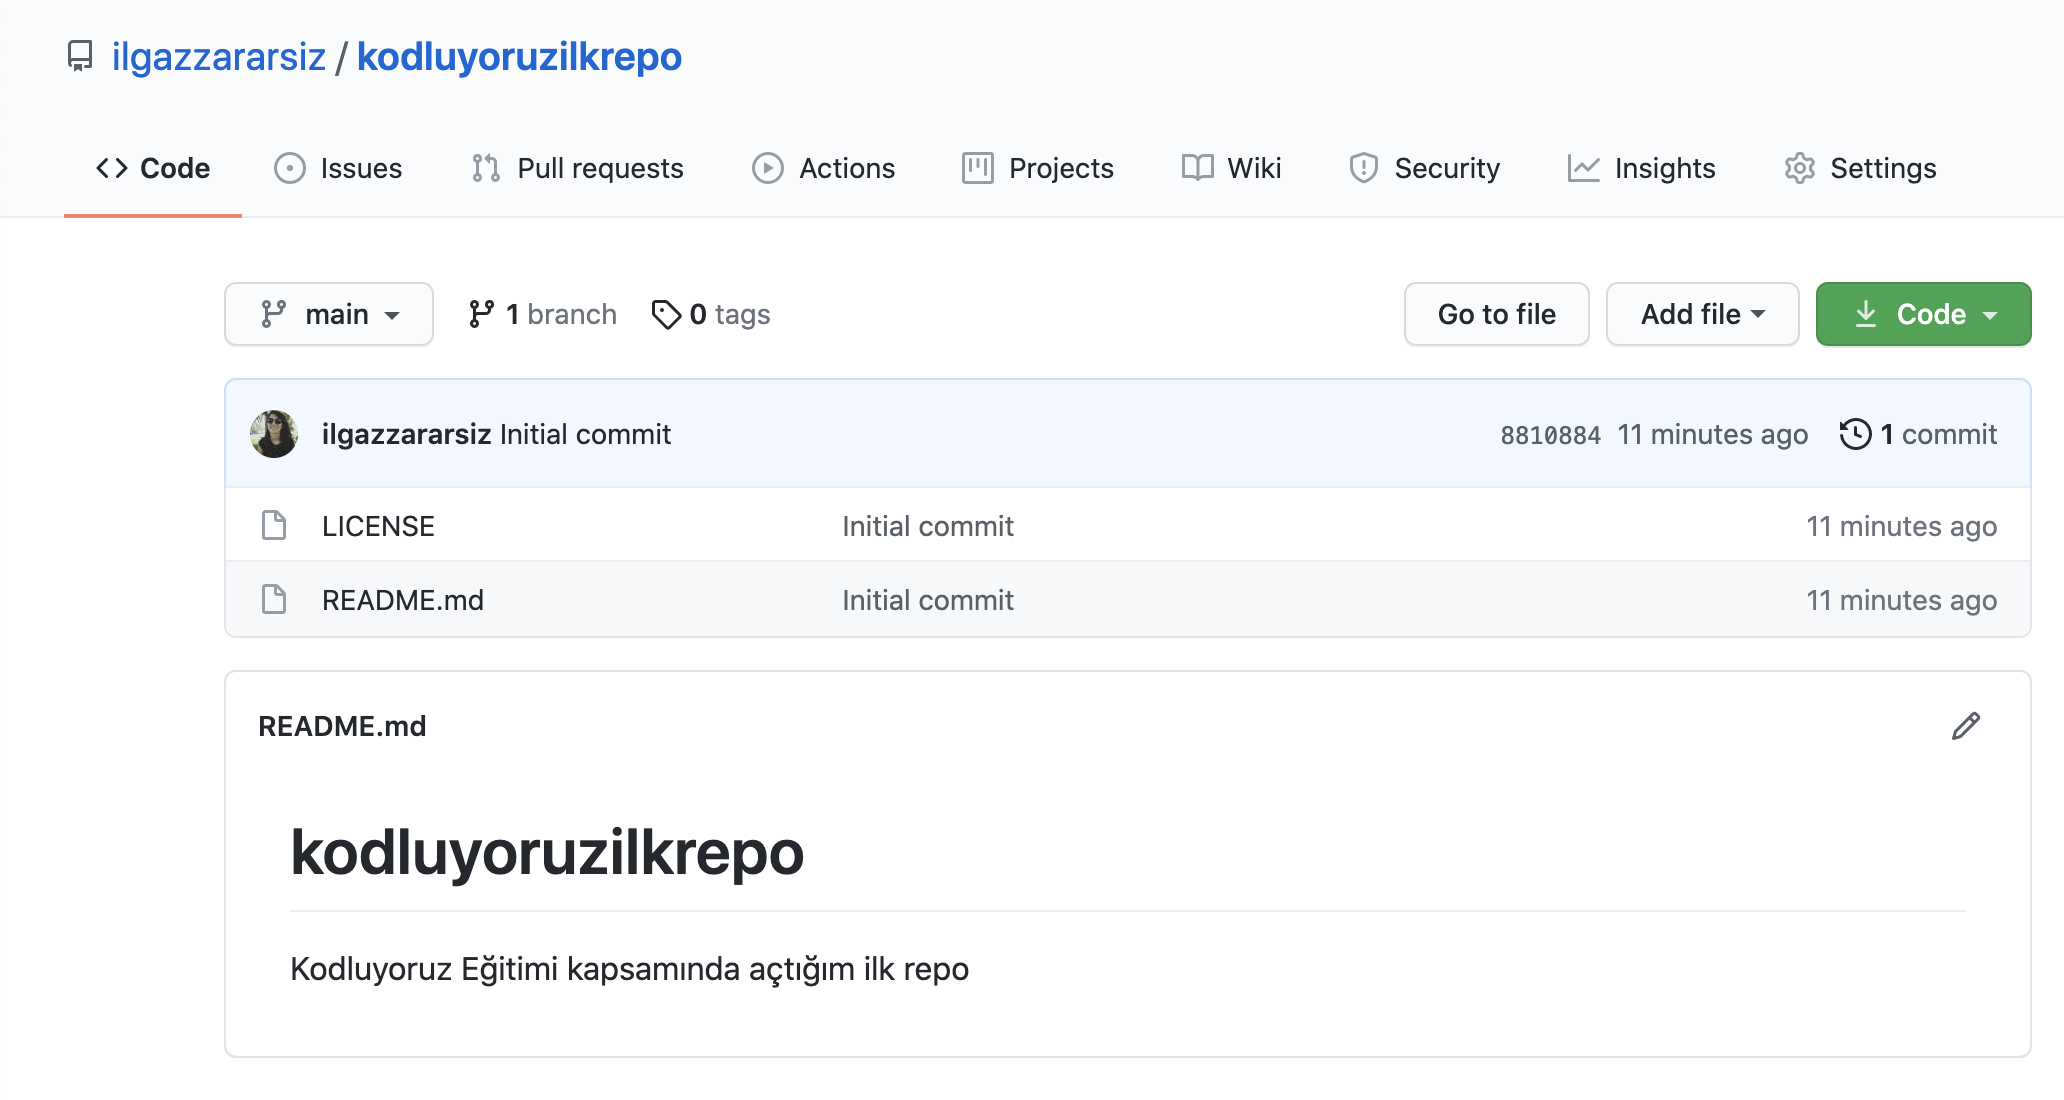 ilgazzararsiz / kodluyoruzilkrepo
Code Issues Pull requests Actions Projects Wiki Security Insights Settings
main 1 branch 0 tags Go to file Add file Code
ilgazzararsiz Initial commit 8810884 11 minutes ago 1 commit
LICENSE Initial commit 11 minutes ago
README.md Initial commit 11 minutes ago
README.md
kodluyoruzilkrepo
Kodluyoruz Eğitimi kapsamında açtığım ilk repo